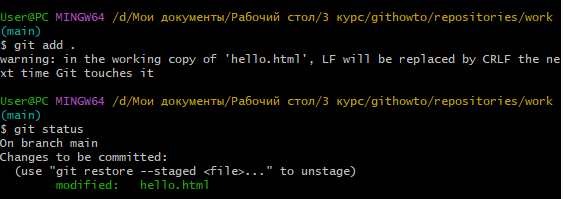 User@PC MINGW64 /d/Мои документы/Рабочий стол/3 курс/githowto/repositories/work
(main)
$ git add .
warning: in the working copy of 'hello.html', LF will be replaced by CRLF the ne
xt time Git touches it
User@PC MINGW64 /d/Мои документы/Рабочий стол/3 курс/githowto/repositories/work
(main)
$ git status
On branch main
Changes to be committed:
  (use "git restore --staged <file>..." to unstage)
        modified:   hello.html